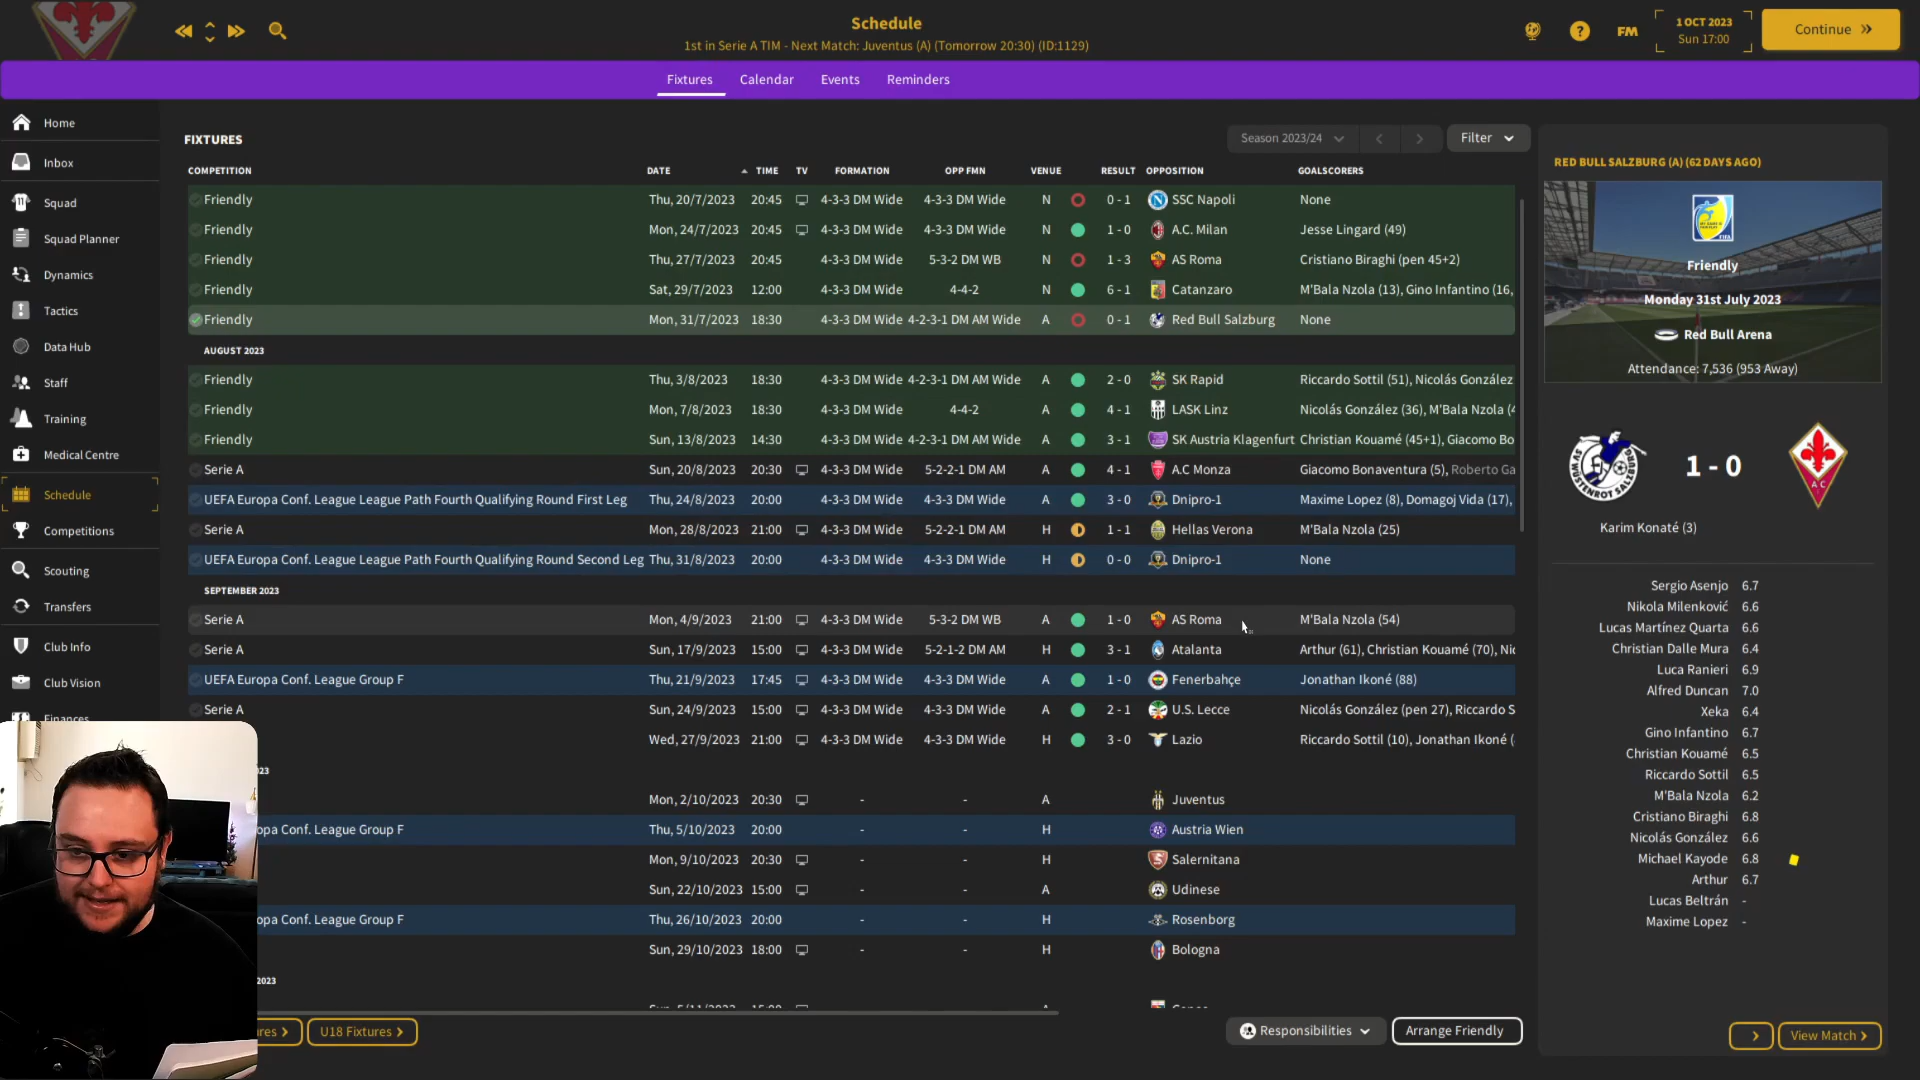 Schedule
1st in Serie A TIM - Next Match: Juventus (A) (Tomorrow 20:30) (ID:1129)
FM
1 OCT 2023
Sun 17:00
Continue
Fixtures Calendar Events Reminders
Home
Inbox
Squad
Squad Planner
Dynamics
Tactics
Data Hub
Staff
Training
Medical Centre
Schedule
Competitions
Scouting
Transfers
Club Info
Club Vision
Finances
FIXTURES
Season 2023/24
Filter
COMPETITION DATE TIME TV FORMATION OPP FMN VENUE RESULT OPPOSITION GOALSCORERS
Friendly Thu, 20/7/2023 20:45 4-3-3 DM Wide 4-3-3 DM Wide N 0 - 1 SSC Napoli None
Friendly Mon, 24/7/2023 20:45 4-3-3 DM Wide 4-3-3 DM Wide N 1 - 0 A.C. Milan Jesse Lingard (49)
Friendly Thu, 27/7/2023 20:45 4-3-3 DM Wide 5-3-2 DM WB N 1 - 3 AS Roma Cristiano Biraghi (pen 45+2)
Friendly Sat, 29/7/2023 12:00 4-3-3 DM Wide 4-4-2 N 6 - 1 Catanzaro M'Bala Nzola (13), Gino Infantino (16,
Friendly Mon, 31/7/2023 18:30 4-3-3 DM Wide 4-2-3-1 DM AM Wide A 0 - 1 Red Bull Salzburg None
AUGUST 2023
Friendly Thu, 3/8/2023 18:30 4-3-3 DM Wide 4-2-3-1 DM AM Wide A 2 - 0 SK Rapid Riccardo Sottil (51), Nicolás González
Friendly Mon, 7/8/2023 18:30 4-3-3 DM Wide 4-4-2 A 4 - 1 LASK Linz Nicolás González (36), M'Bala Nzola (4
Friendly Sun, 13/8/2023 14:30 4-3-3 DM Wide 4-2-3-1 DM AM Wide A 3 - 1 SK Austria Klagenfurt Christian Kouamé (45+1), Giacomo Bo
Serie A Sun, 20/8/2023 20:30 4-3-3 DM Wide 5-2-2-1 DM AM A 4 - 1 A.C Monza Giacomo Bonaventura (5), Roberto Ga
UEFA Europa Conf. League League Path Fourth Qualifying Round First Leg Thu, 24/8/2023 20:00 4-3-3 DM Wide 4-3-3 DM Wide A 3 - 0 Dnipro-1 Maxime Lopez (8), Domagoj Vida (17),
Serie A Mon, 28/8/2023 21:00 4-3-3 DM Wide 5-2-2-1 DM AM H 1 - 1 Hellas Verona M'Bala Nzola (25)
UEFA Europa Conf. League League Path Fourth Qualifying Round Second Leg Thu, 31/8/2023 20:00 4-3-3 DM Wide 4-3-3 DM Wide H 0 - 0 Dnipro-1 None
SEPTEMBER 2023
Serie A Mon, 4/9/2023 21:00 4-3-3 DM Wide 5-3-2 DM WB A 1 - 0 AS Roma M'Bala Nzola (54)
Serie A Sun, 17/9/2023 15:00 4-3-3 DM Wide 5-2-1-2 DM AM H 3 - 1 Atalanta Arthur (61), Christian Kouamé (70), Nic
UEFA Europa Conf. League Group F Thu, 21/9/2023 17:45 4-3-3 DM Wide 4-3-3 DM Wide A 1 - 0 Fenerbahçe Jonathan Ikoné (88)
Serie A Sun, 24/9/2023 15:00 4-3-3 DM Wide 4-3-3 DM Wide A 2 - 1 U.S. Lecce Nicolás González (pen 27), Riccardo S
Wed, 27/9/2023 21:00 4-3-3 DM Wide 4-3-3 DM Wide H 3 - 0 Lazio Riccardo Sottil (10), Jonathan Ikoné (
023
Mon, 2/10/2023 20:30 - - A Juventus
opa Conf. League Group F Thu, 5/10/2023 20:00 - - H Austria Wien
Mon, 9/10/2023 20:30 - - H Salernitana
Sun, 22/10/2023 15:00 - - A Udinese
opa Conf. League Group F Thu, 26/10/2023 20:00 - - H Rosenborg
Sun, 29/10/2023 18:00 - - H Bologna
2023
ures
U18 Fixtures
Responsibilities
Arrange Friendly
RED BULL SALZBURG (A) (62 DAYS AGO)
Friendly
Monday 31st July 2023
Red Bull Arena
Attendance: 7,536 (953 Away)
1 - 0
Karim Konaté (3)
Sergio Asenjo 6.7
Nikola Milenković 6.6
Lucas Martínez Quarta 6.6
Christian Dalle Mura 6.4
Luca Ranieri 6.9
Alfred Duncan 7.0
Xeka 6.4
Gino Infantino 6.7
Christian Kouamé 6.5
Riccardo Sottil 6.5
M'Bala Nzola 6.2
Cristiano Biraghi 6.8
Nicolás González 6.6
Michael Kayode 6.8
Arthur 6.7
Lucas Beltrán -
Maxime Lopez -
View Match